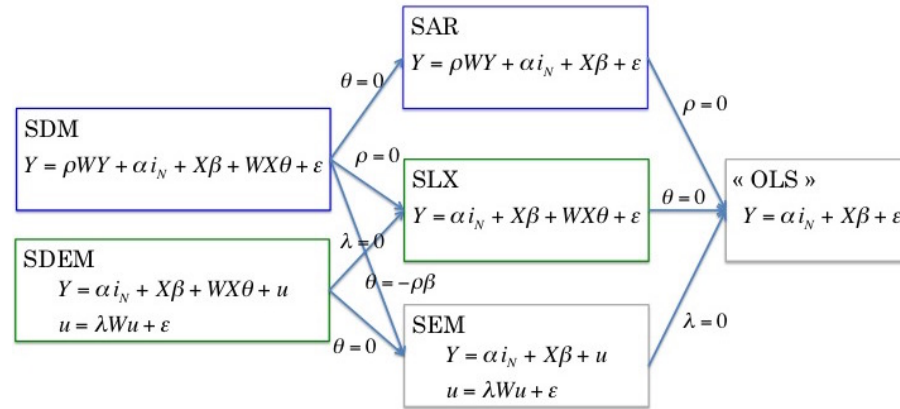 SAR
Y = ρWY + αi_N + Xβ + ε
θ = 0
ρ = 0
SDM
Y = ρWY + αi_N + Xβ + WXθ + ε
ρ = 0
SLX
Y = αi_N + Xβ + WXθ + ε
θ = 0
« OLS »
Y = αi_N + Xβ + ε
λ = 0
SDEM
Y = αi_N + Xβ + WXθ + u
u = λWu + ε
θ = −ρβ
θ = 0
SEM
Y = αi_N + Xβ + u
u = λWu + ε
λ = 0